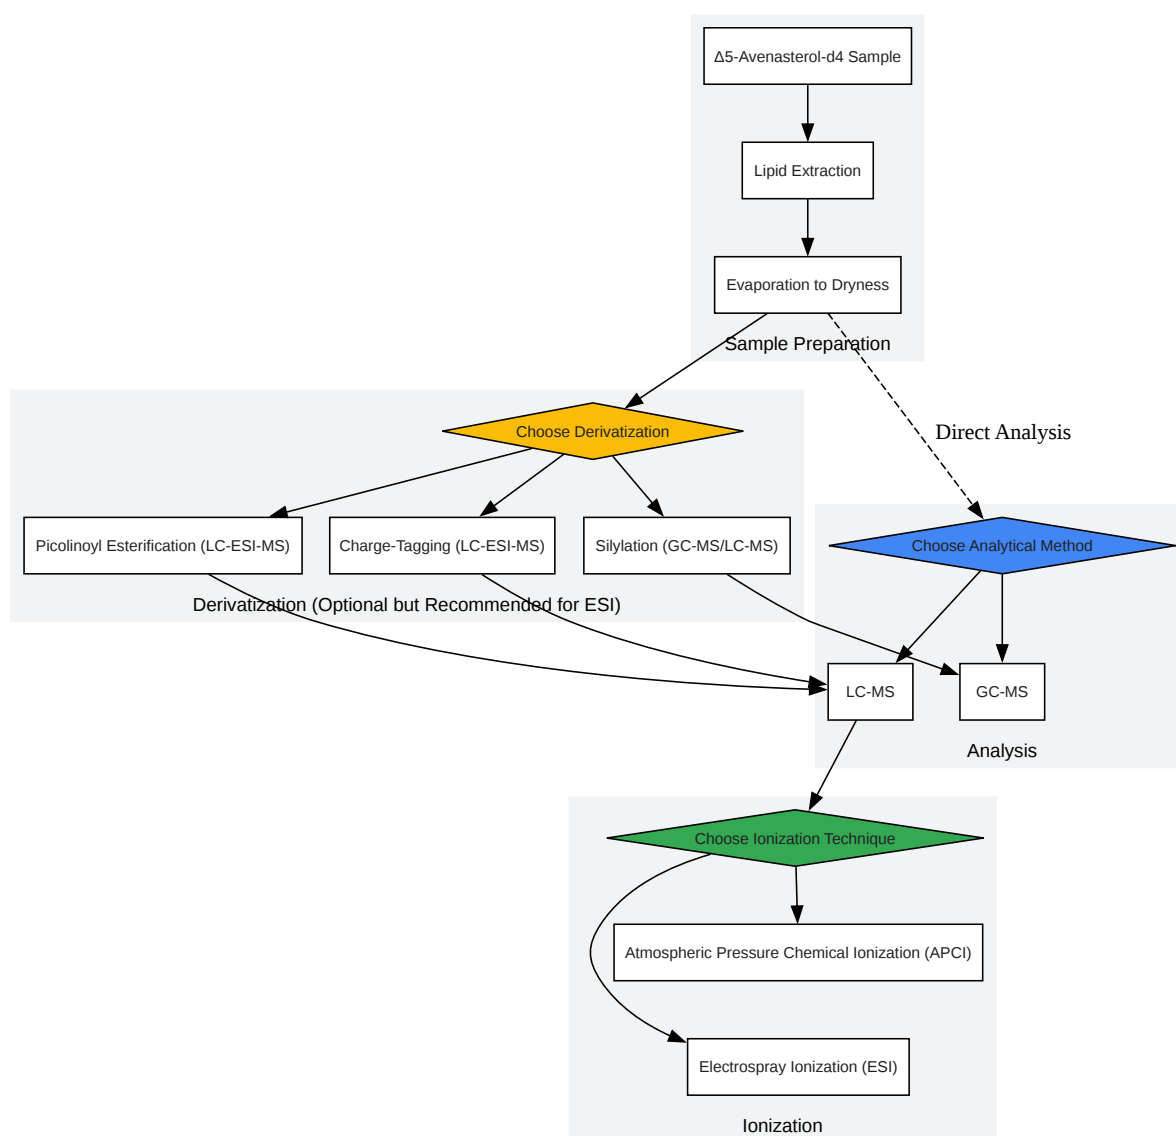 Δ5-Avenasterol-d4 Sample
Lipid Extraction
Evaporation to Dryness
Sample Preparation
Direct Analysis
Choose Derivatization
Picolinoyl Esterification (LC-ESI-MS)
Charge-Tagging (LC-ESI-MS)
Silylation (GC-MS/LC-MS)
Derivatization (Optional but Recommended for ESI)
Choose Analytical Method
LC-MS
GC-MS
Analysis
Choose Ionization Technique
Atmospheric Pressure Chemical Ionization (APCI)
Electrospray Ionization (ESI)
Ionization